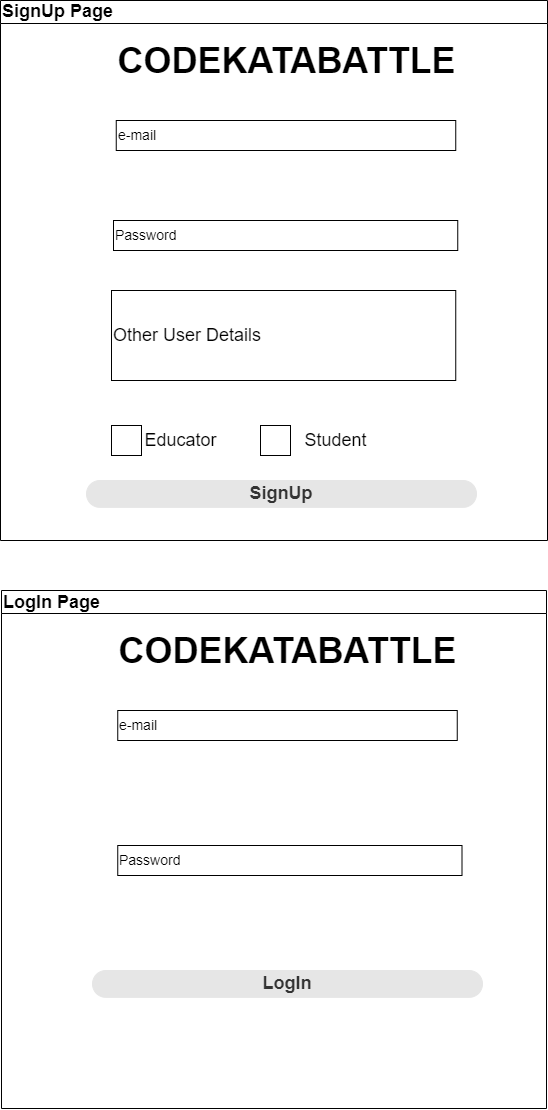 SignUp Page
CODEKATABATTLE
e-mail
Password
Other User Details
Educator Student
SignUp
LogIn Page
CODEKATABATTLE
e-mail
Password
LogIn